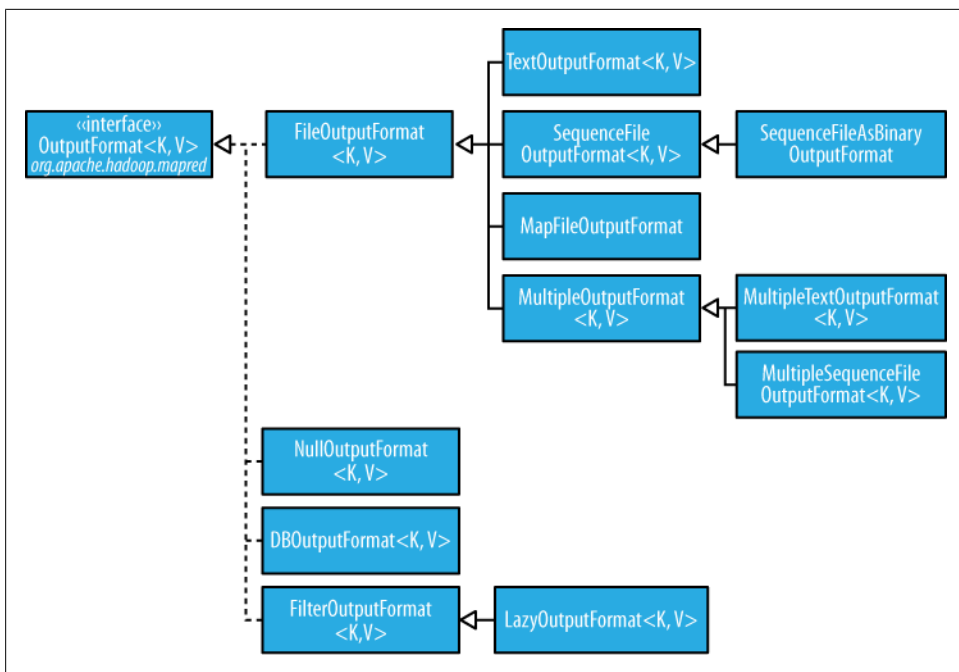 TextOutputFormat<K, V>
‹‹interface››
OutputFormat<K, V>
org.apache.hadoop.mapred
FileOutputFormat
<K, V>
SequenceFile
OutputFormat<K, V>
SequenceFileAsBinary
OutputFormat
MapFileOutputFormat
MultipleOutputFormat
<K, V>
MultipleTextOutputFormat
<K, V>
MultipleSequenceFile
OutputFormat<K, V>
NullOutputFormat
<K, V>
DBOutputFormat<K, V>
FilterOutputFormat
<K,V>
LazyOutputFormat<K, V>